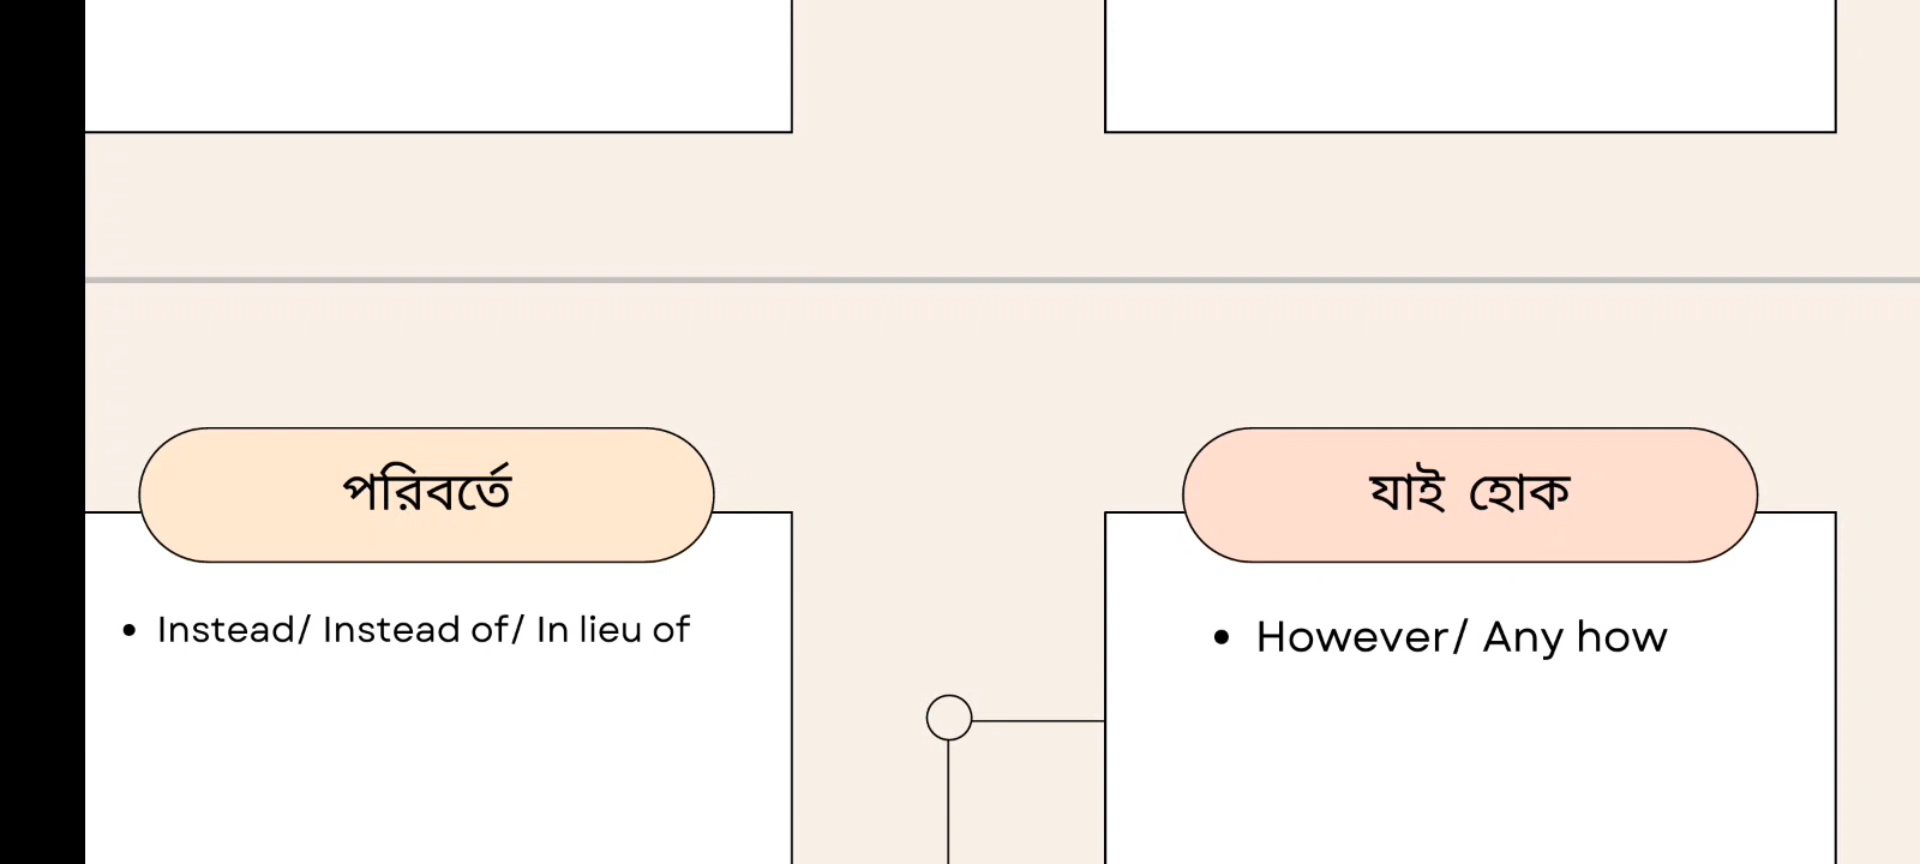 পরিবর্তে
• Instead/ Instead of/ In lieu of
যাই হোক
• However/ Any how